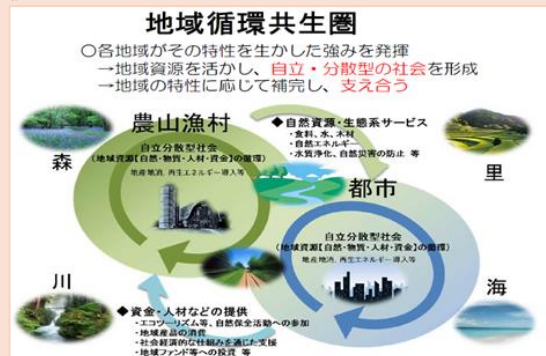 地域循環共生圏
○各地域がその特性を生かした強みを発揮
→地域資源を活かし、自立・分散型の社会を形成
→地域の特性に応じて補完し、支え合う
森
農山漁村
自立分散型社会
(地域資源【自然・物質・人材・資金】の循環)
地産地消、再生エネルギー導入等
◆自然資源・生態系サービス
・食料、水、木材
・自然エネルギー
・水質浄化、自然災害の防止 等
里
都市
自立分散型社会
(地域資源【自然・物質・人材・資金】の循環)
地産地消、再生エネルギー導入等
川
海
◆資金・人材などの提供
・エコツーリズム等、自然保全活動への参加
・地域産品の消費
・社会経済的な仕組みを通じた支援
・地域ファンド等への投資 等